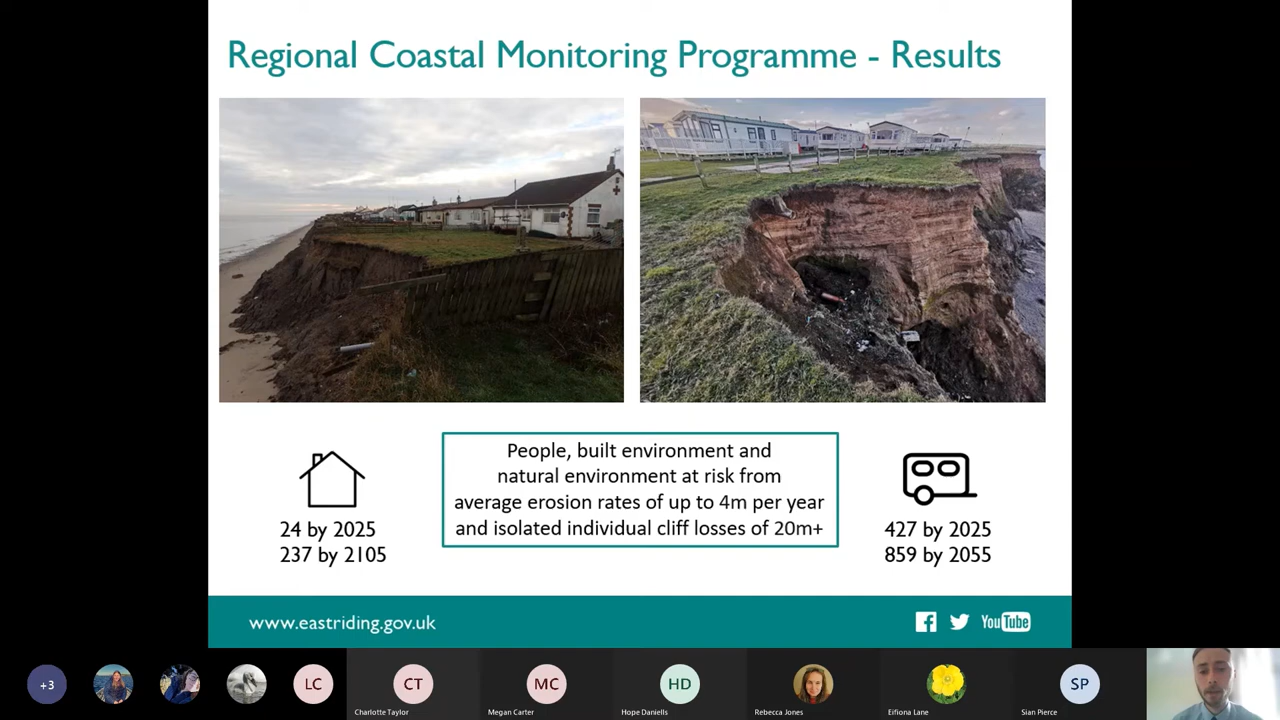 Regional Coastal Monitoring Programme - Results
People, built environment and
natural environment at risk from
average erosion rates of up to 4m per year
and isolated individual cliff losses of 20m+
24 by 2025
237 by 2105
427 by 2025
859 by 2055
www.eastriding.gov.uk
YouTube
+3
LC
CT
MC
HD
SP
Charlotte Taylor
Megan Carter
Hope Daniells
Rebecca Jones
Eifiona Lane
Sian Pierce